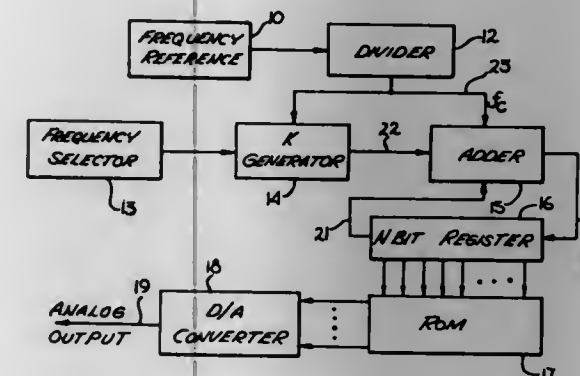 10
FREQUENCY
REFERENCE
DIVIDER
12
23
fc
FREQUENCY
SELECTOR
13
K
GENERATOR
14
22
ADDER
15
16
21
N BIT REGISTER
18
19
ANALOG
OUTPUT
D/A
CONVERTER
ROM
17